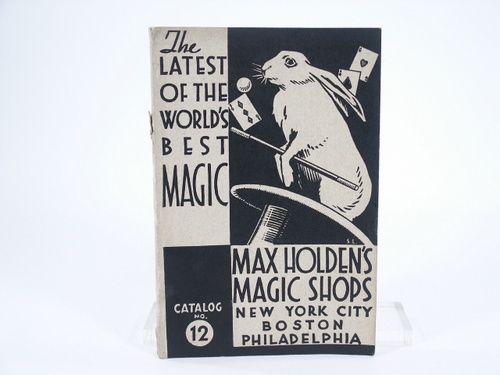 The
LATEST
OF THE
WORLD'S
BEST
MAGIC
S.L.
MAX HOLDEN'S
MAGIC SHOPS
NEW YORK CITY
BOSTON
PHILADELPHIA
CATALOG
NO.
12